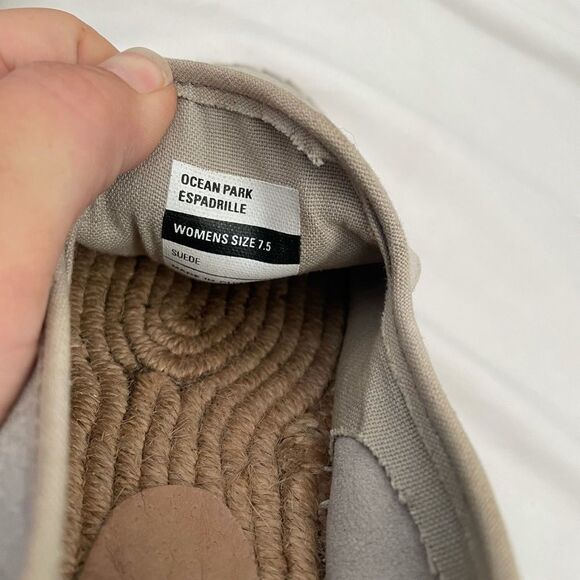 OCEAN PARK
ESPADRILLE
WOMENS SIZE 7.5
SUEDE